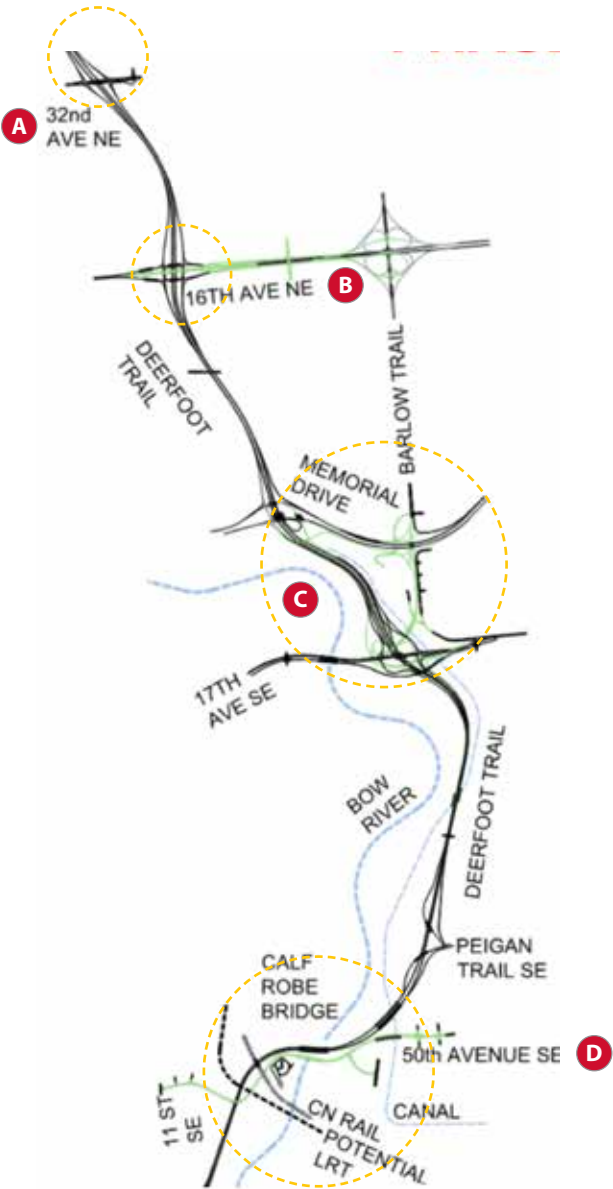 A
32nd
AVE NE
16TH AVE NE
B
DEERFOOT
TRAIL
BARLOW TRAIL
MEMORIAL
DRIVE
C
17TH
AVE SE
BOW
RIVER
DEERFOOT TRAIL
PEIGAN
TRAIL SE
CALF
ROBE
BRIDGE
50th AVENUE SE
D
11 ST
SE
CN RAIL
POTENTIAL
LRT
CANAL